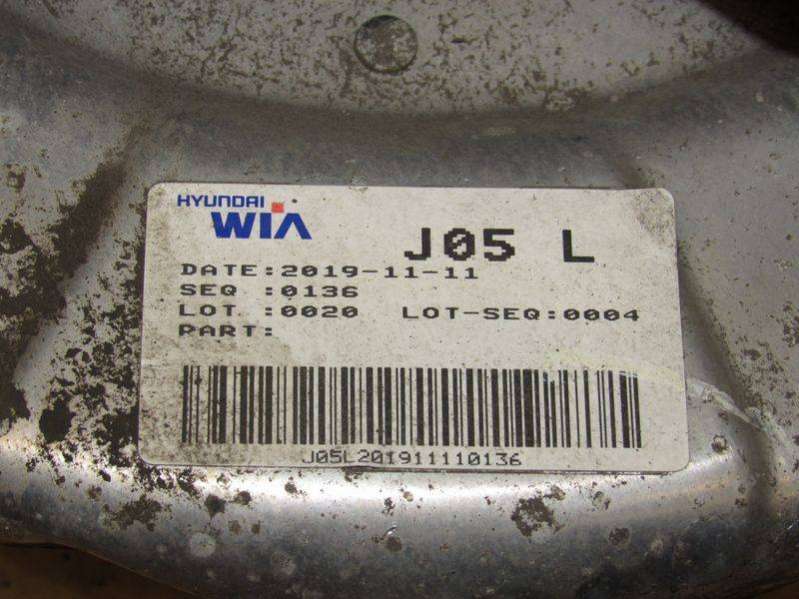 HYUNDAI
WIA
J05 L
DATE:2019-11-11
SEQ :0136
LOT :0020 LOT-SEQ:0004
PART:
J05L201911110136